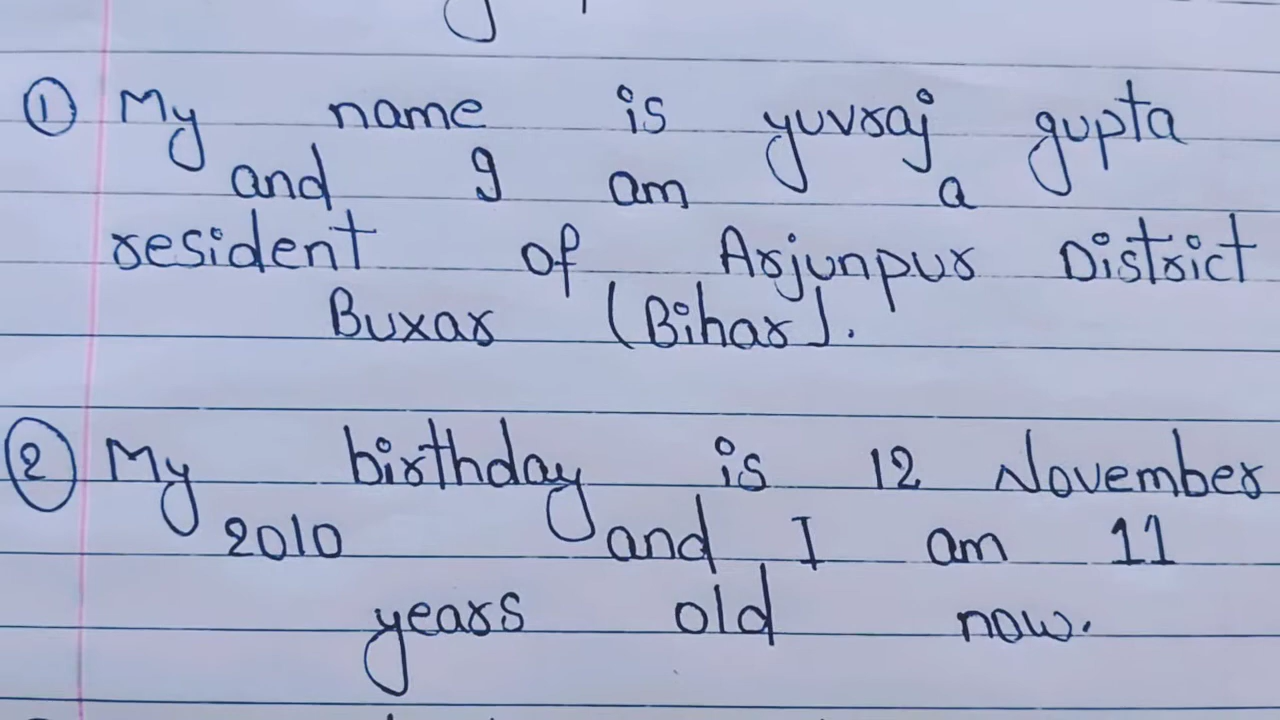 ① My name is yuvraj gupta
and I am a
resident of Arjunpur District
Buxar (Bihar).
② My birthday is 12 November
2010 and I am 11
years old now.